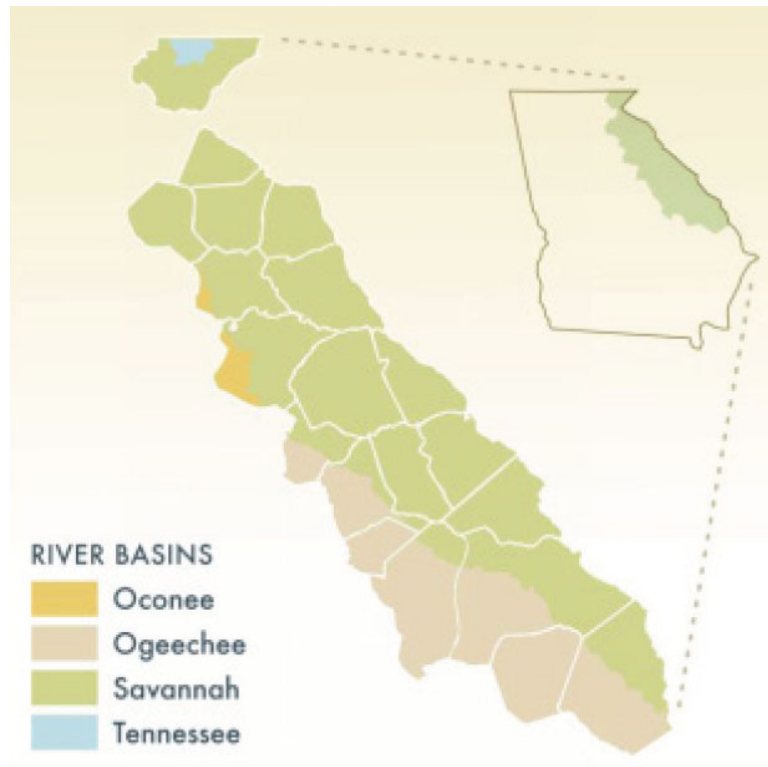 RIVER BASINS
Oconee
Ogeechee
Savannah
Tennessee